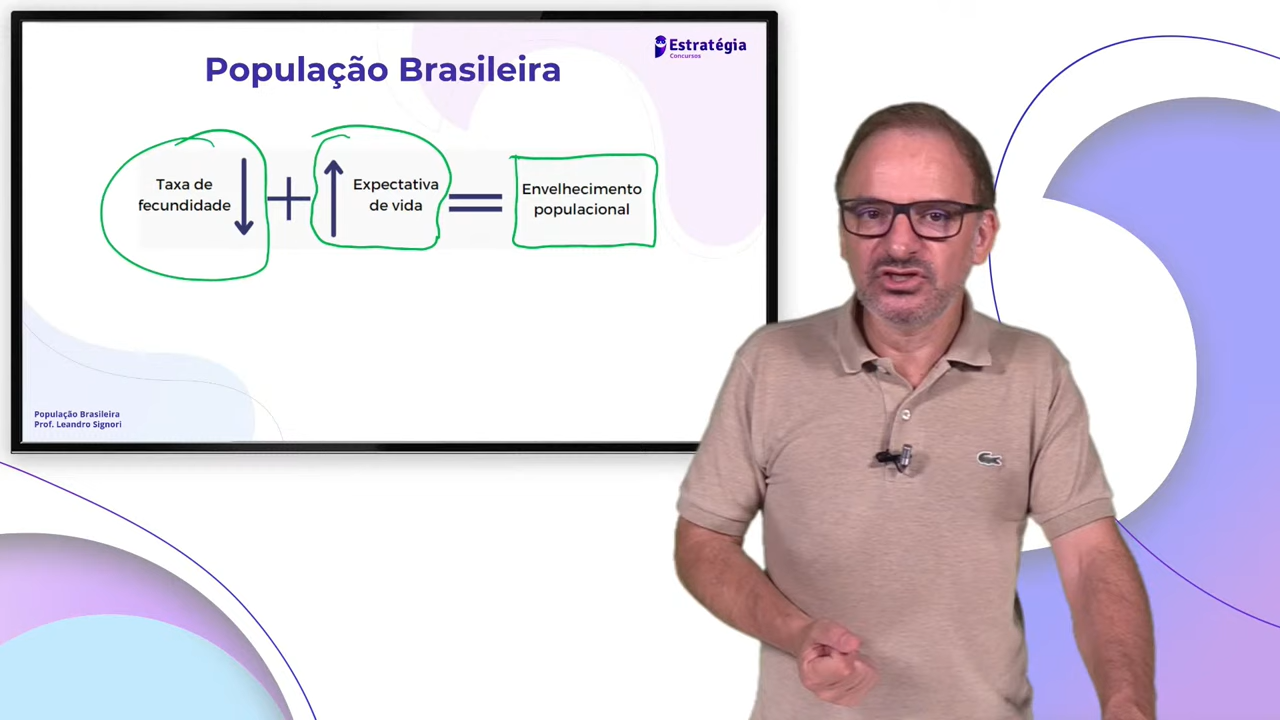 População Brasileira
Estratégia
Concursos
Taxa de
fecundidade
+
Expectativa
de vida
=
Envelhecimento
populacional
População Brasileira
Prof. Leandro Signori